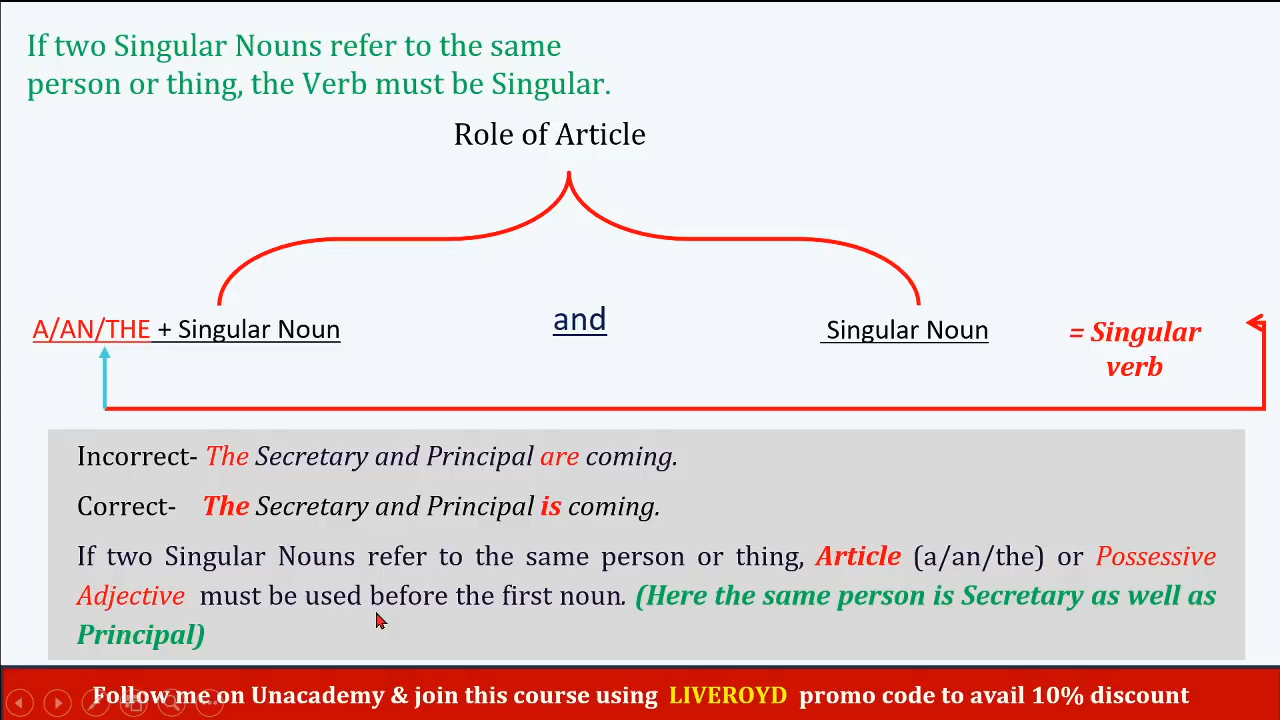 If two Singular Nouns refer to the same
person or thing, the Verb must be Singular.
Role of Article
A/AN/THE + Singular Noun and Singular Noun = Singular
verb
Incorrect- The Secretary and Principal are coming.
Correct- The Secretary and Principal is coming.
If two Singular Nouns refer to the same person or thing, Article (a/an/the) or Possessive
Adjective must be used before the first noun. (Here the same person is Secretary as well as
Principal)
Follow me on Unacademy & join this course using LIVEROYD promo code to avail 10% discount